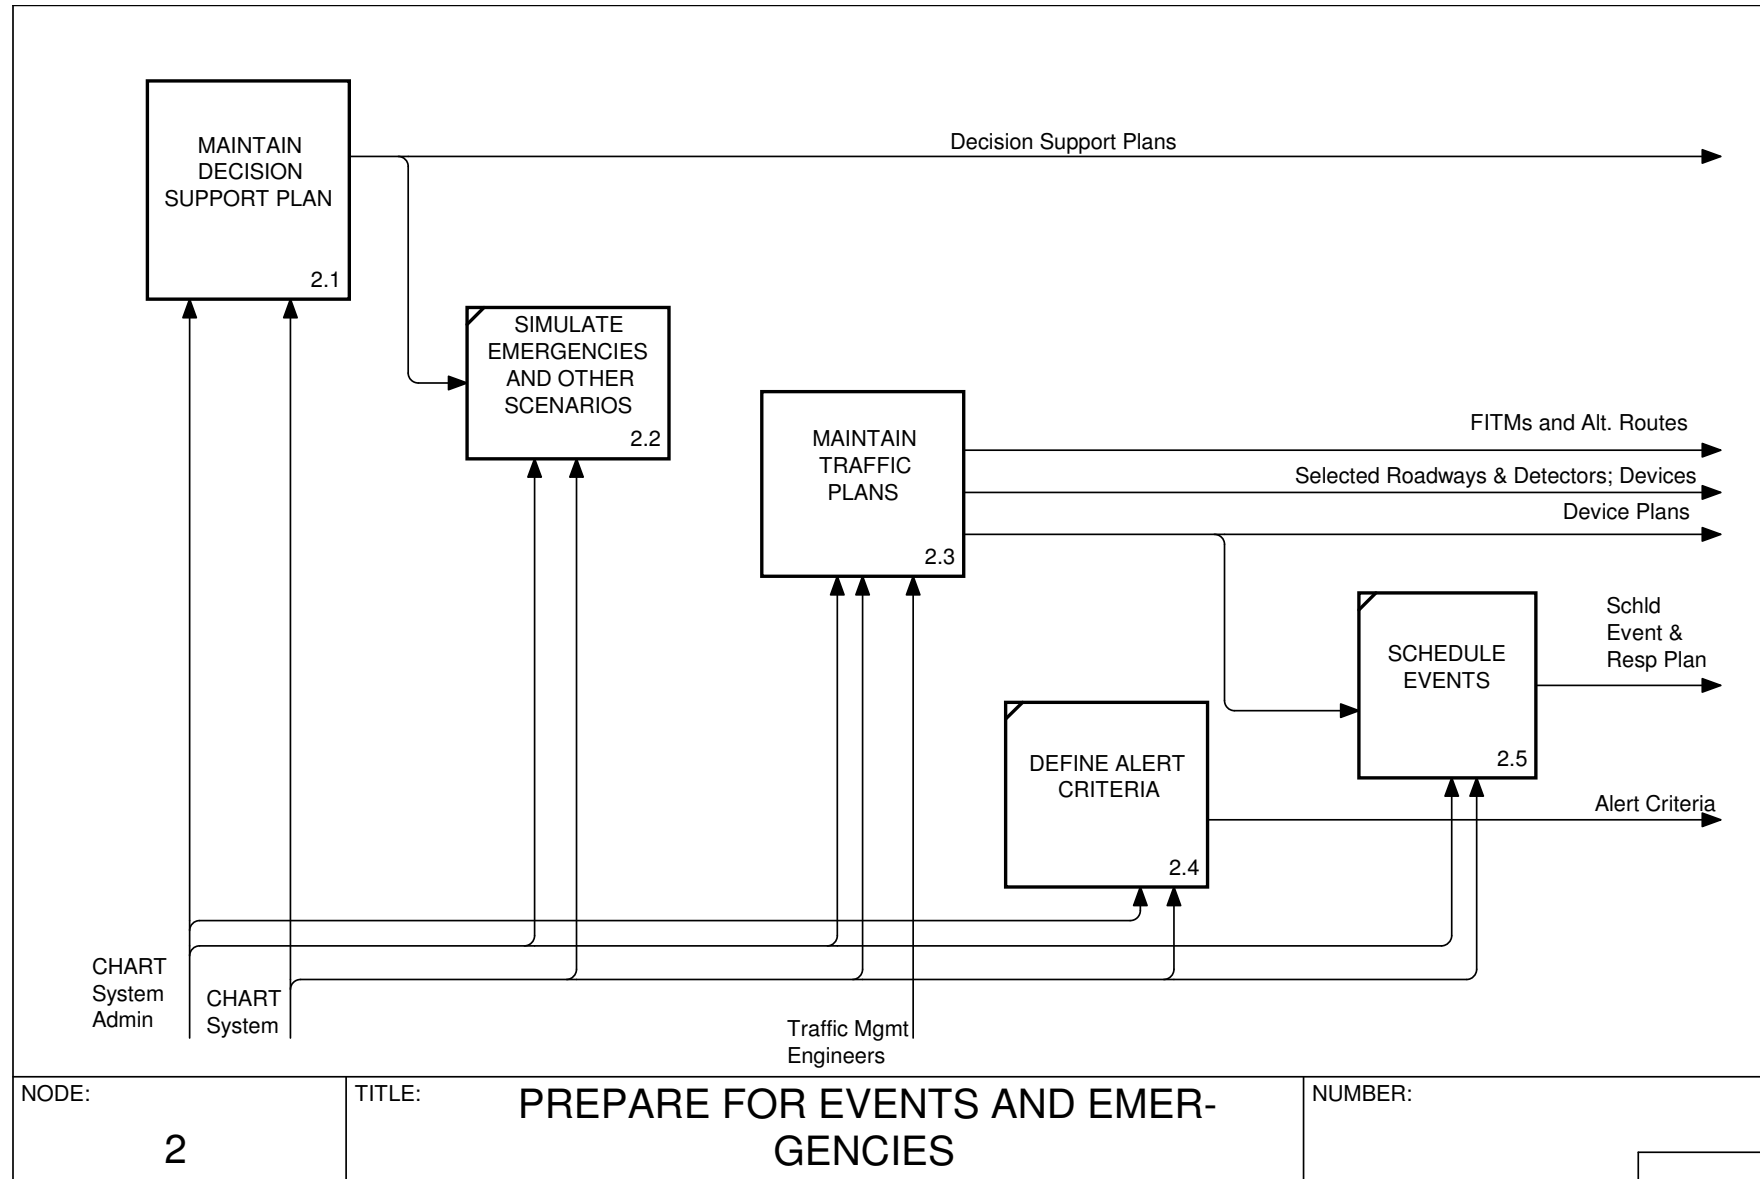 MAINTAIN
DECISION
SUPPORT PLAN
2.1
Decision Support Plans
SIMULATE
EMERGENCIES
AND OTHER
SCENARIOS
2.2
MAINTAIN
TRAFFIC
PLANS
2.3
FITMs and Alt. Routes
Selected Roadways & Detectors; Devices
Device Plans
Schld
Event &
Resp Plan
SCHEDULE
EVENTS
2.5
DEFINE ALERT
CRITERIA
2.4
Alert Criteria
CHART
System
Admin
CHART
System
Traffic Mgmt
Engineers
NODE:
2
TITLE:
PREPARE FOR EVENTS AND EMER-
GENCIES
NUMBER: